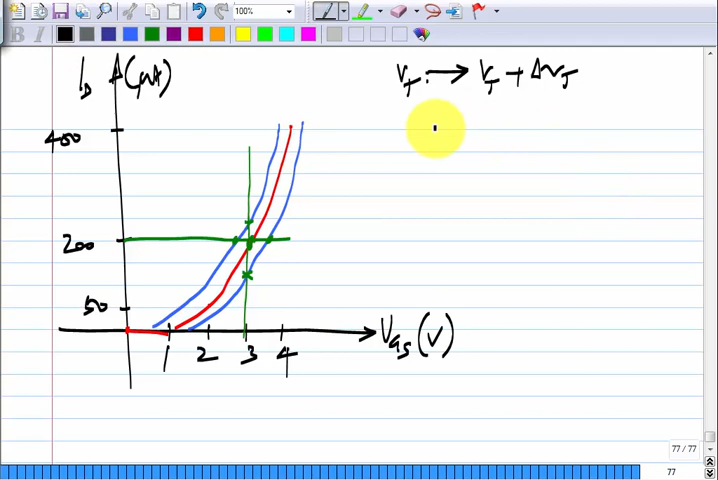 100%
B I
I_D (μA)
V_T → V_T + ΔV_T
400
200
50
1 2 3 4
V_GS (V)
77 / 77
77